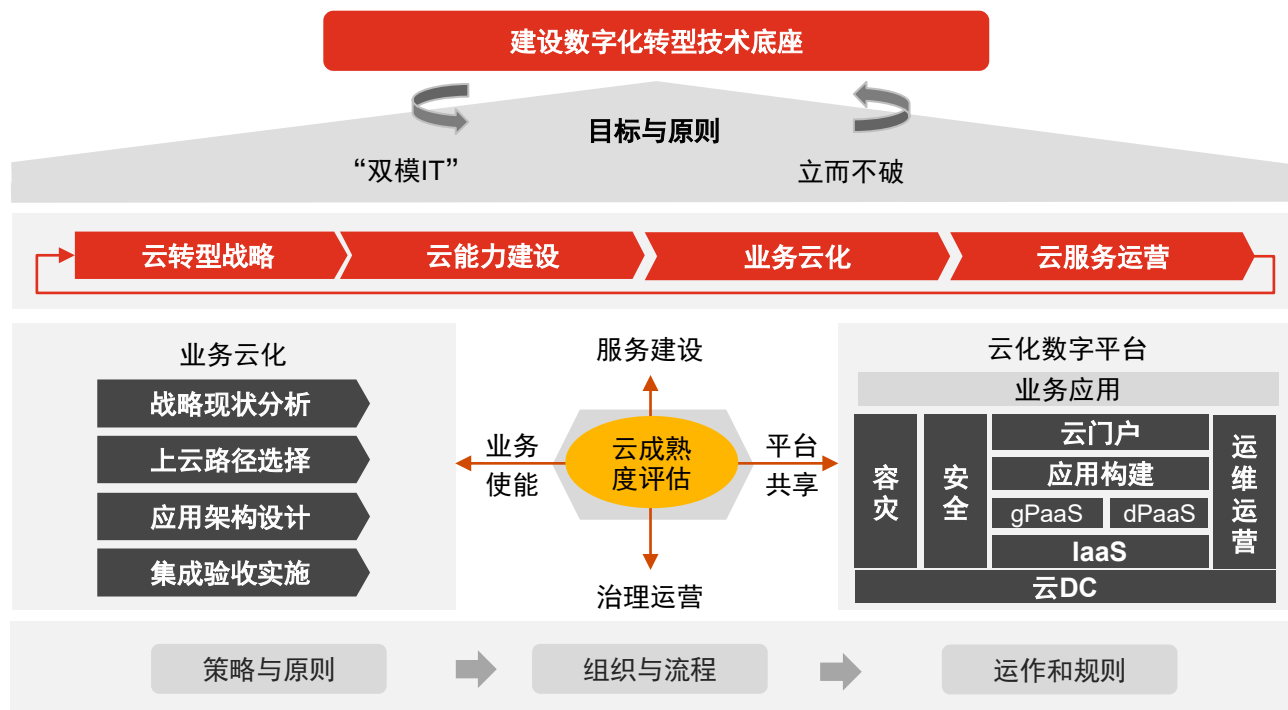 建设数字化转型技术底座
目标与原则
“双模IT”
立而不破
云转型战略
云能力建设
业务云化
云服务运营
业务云化
战略现状分析
上云路径选择
应用架构设计
集成验收实施
服务建设
业务
使能
云成熟
度评估
平台
共享
治理运营
云化数字平台
业务应用
容灾
安全
云门户
应用构建
gPaaS
dPaaS
IaaS
运维运营
云DC
策略与原则
组织与流程
运作和规则